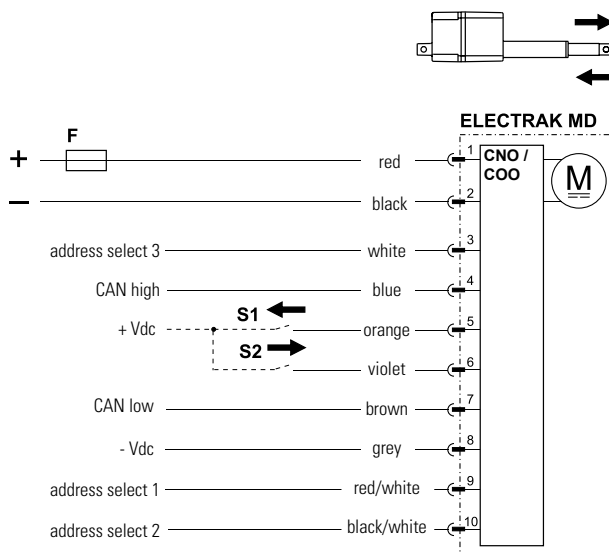 ELECTRAK MD
F
+ red 1 CNO /
COO
M
− black 2
address select 3 white 3
CAN high blue 4
S1
+ Vdc orange 5
S2
violet 6
CAN low brown 7
- Vdc grey 8
address select 1 red/white 9
address select 2 black/white 10